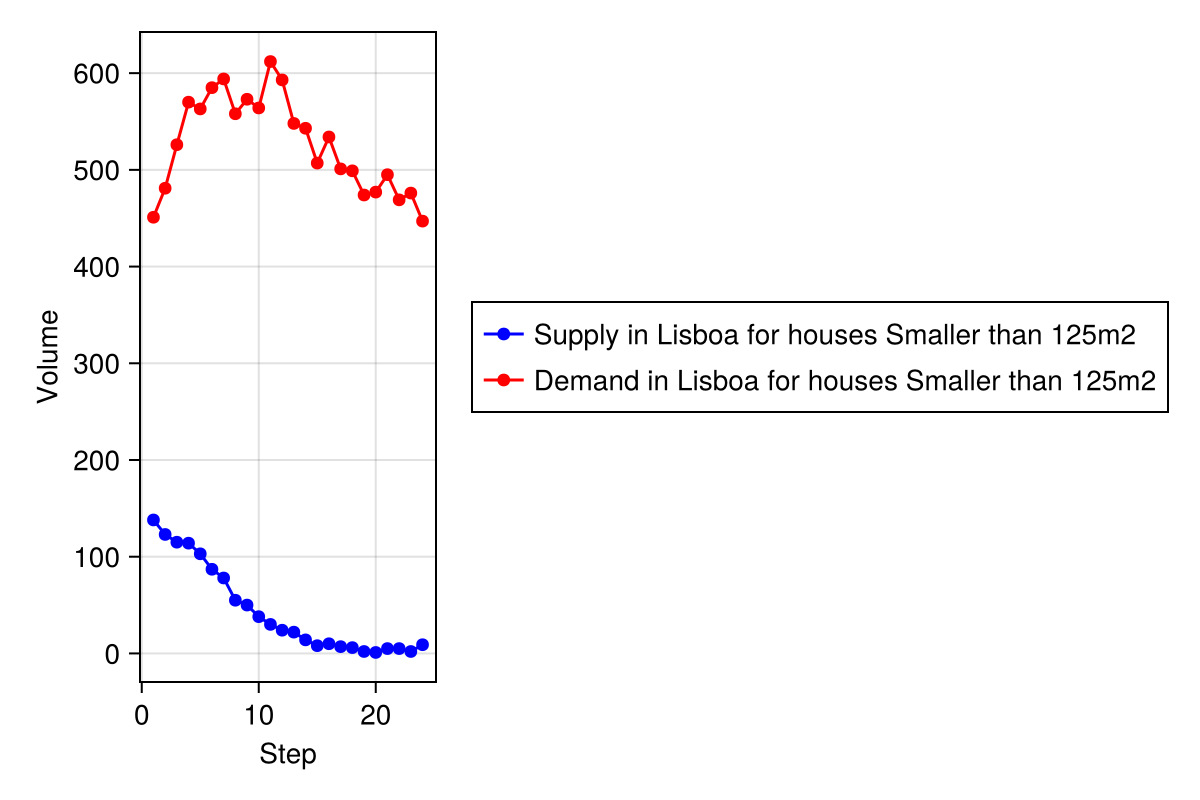 600
500
400
300
200
100
0
Volume
0 10 20
Step
Supply in Lisboa for houses Smaller than 125m2
Demand in Lisboa for houses Smaller than 125m2